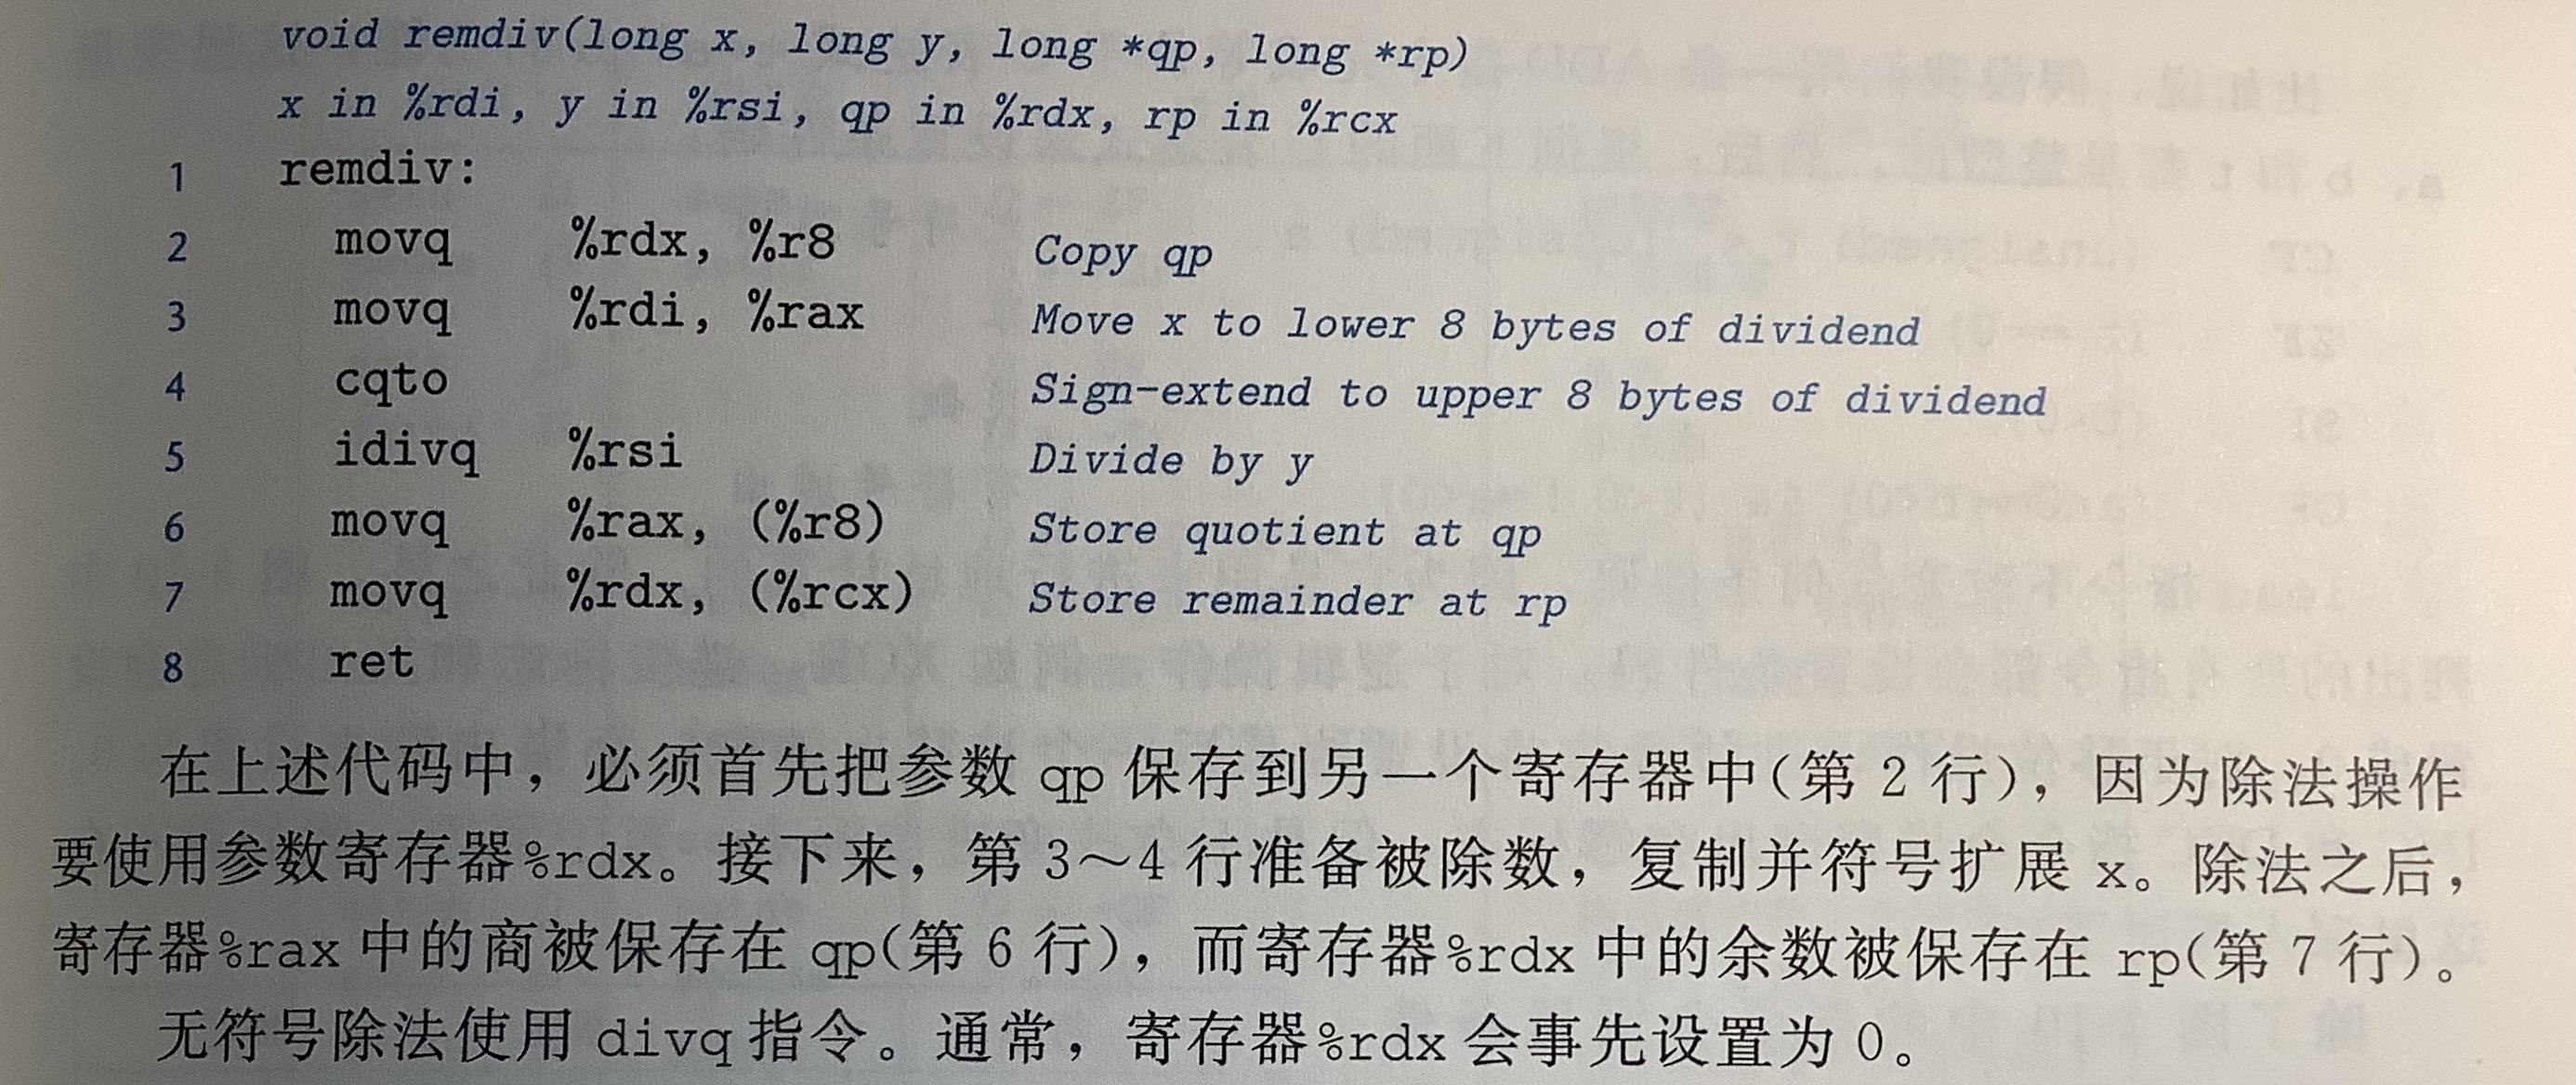 void remdiv(long x, long y, long *qp, long *rp)
x in %rdi, y in %rsi, qp in %rdx, rp in %rcx
1 remdiv:
2 movq %rdx, %r8 Copy qp
3 movq %rdi, %rax Move x to lower 8 bytes of dividend
4 cqto Sign-extend to upper 8 bytes of dividend
5 idivq %rsi Divide by y
6 movq %rax, (%r8) Store quotient at qp
7 movq %rdx, (%rcx) Store remainder at rp
8 ret
在上述代码中，必须首先把参数 qp 保存到另一个寄存器中(第 2 行)，因为除法操作
要使用参数寄存器%rdx。接下来，第 3～4 行准备被除数，复制并符号扩展 x。除法之后，
寄存器%rax 中的商被保存在 qp(第 6 行)，而寄存器%rdx 中的余数被保存在 rp(第 7 行)。
无符号除法使用 divq 指令。通常，寄存器%rdx 会事先设置为 0。